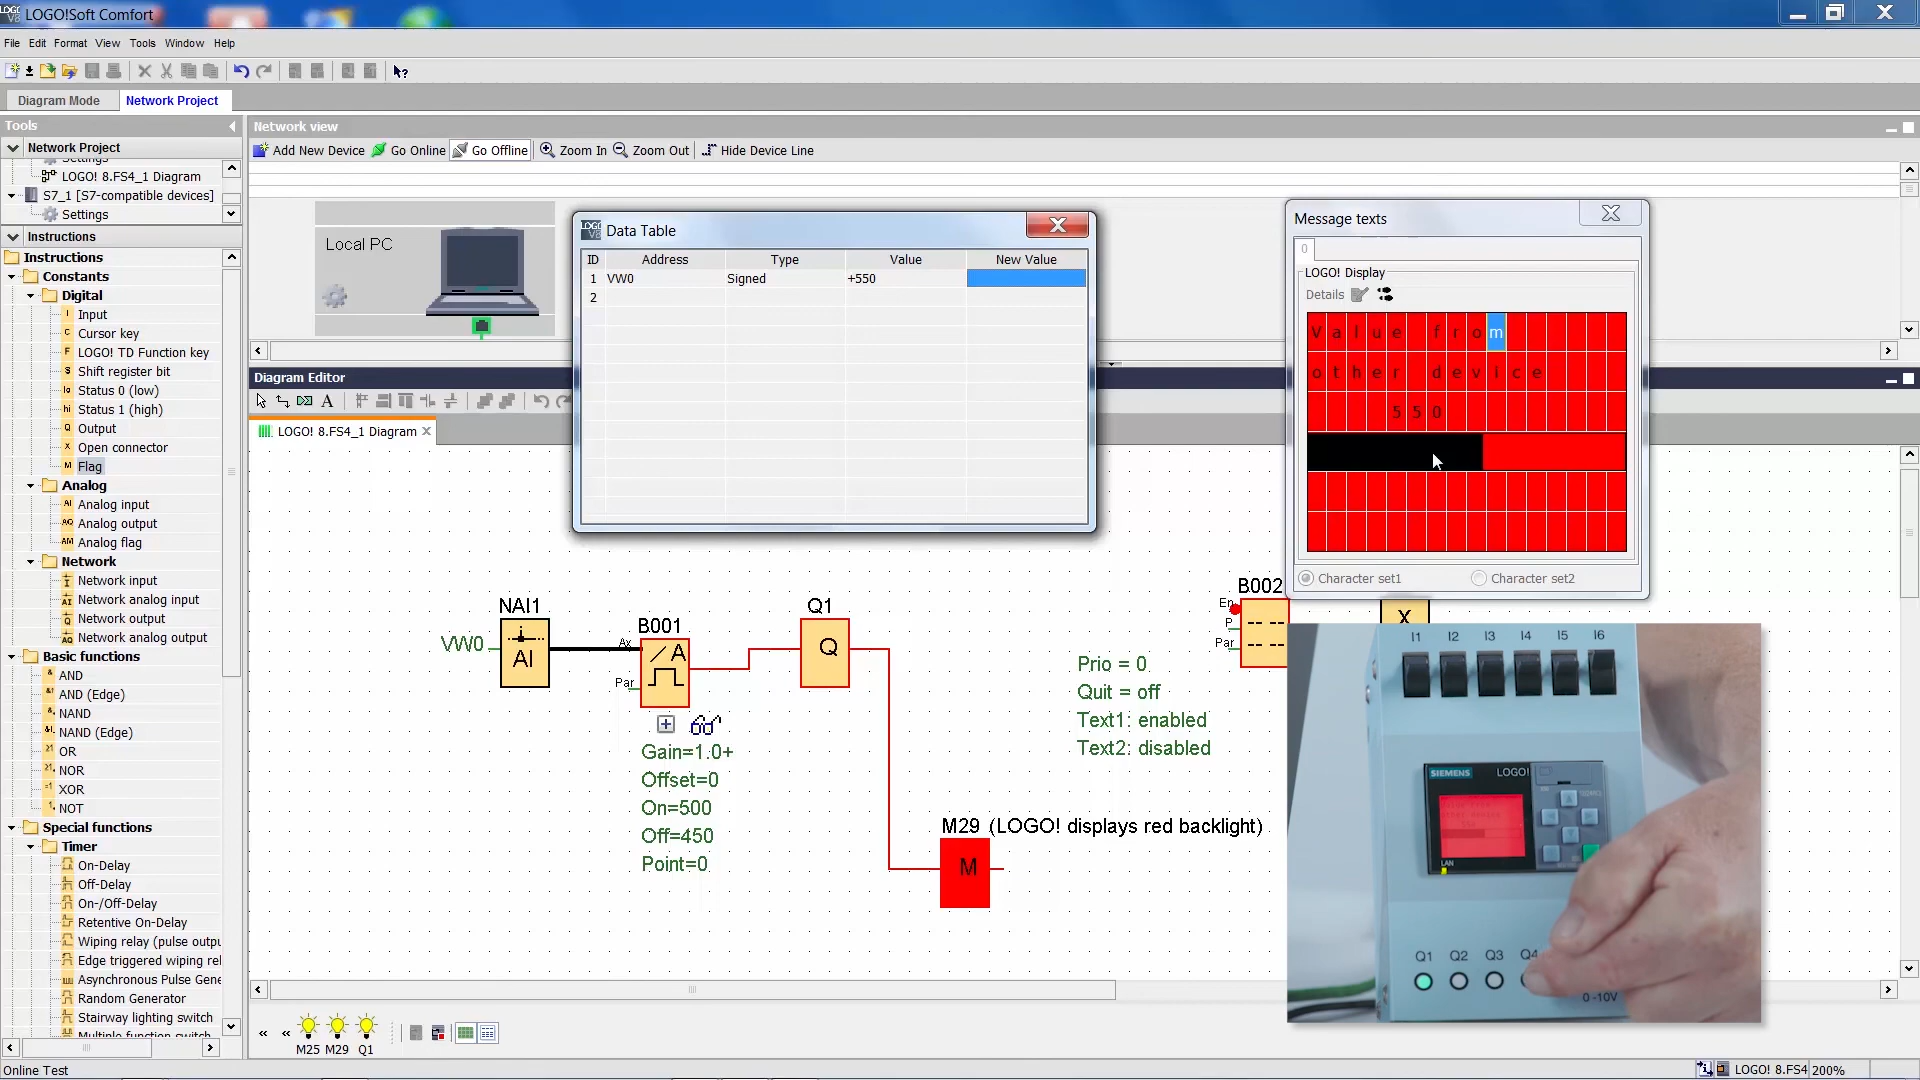 LOGO!Soft Comfort
File Edit Format View Tools Window Help
Diagram Mode Network Project
Tools
Network Project
Settings
LOGO! 8.FS4_1 Diagram
S7_1 [S7-compatible devices]
Settings
Instructions
Instructions
Constants
Digital
Input
Cursor key
LOGO! TD Function key
Shift register bit
Status 0 (low)
Status 1 (high)
Output
Open connector
Flag
Analog
Analog input
Analog output
Analog flag
Network
Network input
Network analog input
Network output
Network analog output
Basic functions
AND
AND (Edge)
NAND
NAND (Edge)
OR
NOR
XOR
NOT
Special functions
Timer
On-Delay
Off-Delay
On-/Off-Delay
Retentive On-Delay
Wiping relay (pulse outpu
Edge triggered wiping rel
Asynchronous Pulse Gene
Random Generator
Stairway lighting switch
Multiple function switch
Network view
Add New Device Go Online Go Offline Zoom In Zoom Out Hide Device Line
Local PC
Data Table
ID Address Type Value New Value
1 VW0 Signed +550
2
Message texts
0
LOGO! Display
Details
Value from
other device
550
Character set1 Character set2
Diagram Editor
LOGO! 8.FS4_1 Diagram
NAI1
VW0
AI
B001
Ax
/A
Par
Gain=1.0+
Offset=0
On=500
Off=450
Point=0
Q1
Q
M29 (LOGO! displays red backlight)
M
B002
En
P
Par
X
Prio = 0
Quit = off
Text1: enabled
Text2: disabled
I1 I2 I3 I4 I5 I6
SIEMENS LOGO!
LAN
Q1 Q2 Q3 Q4
0 -10V
M25 M29 Q1
Online Test
LOGO! 8.FS4 200%